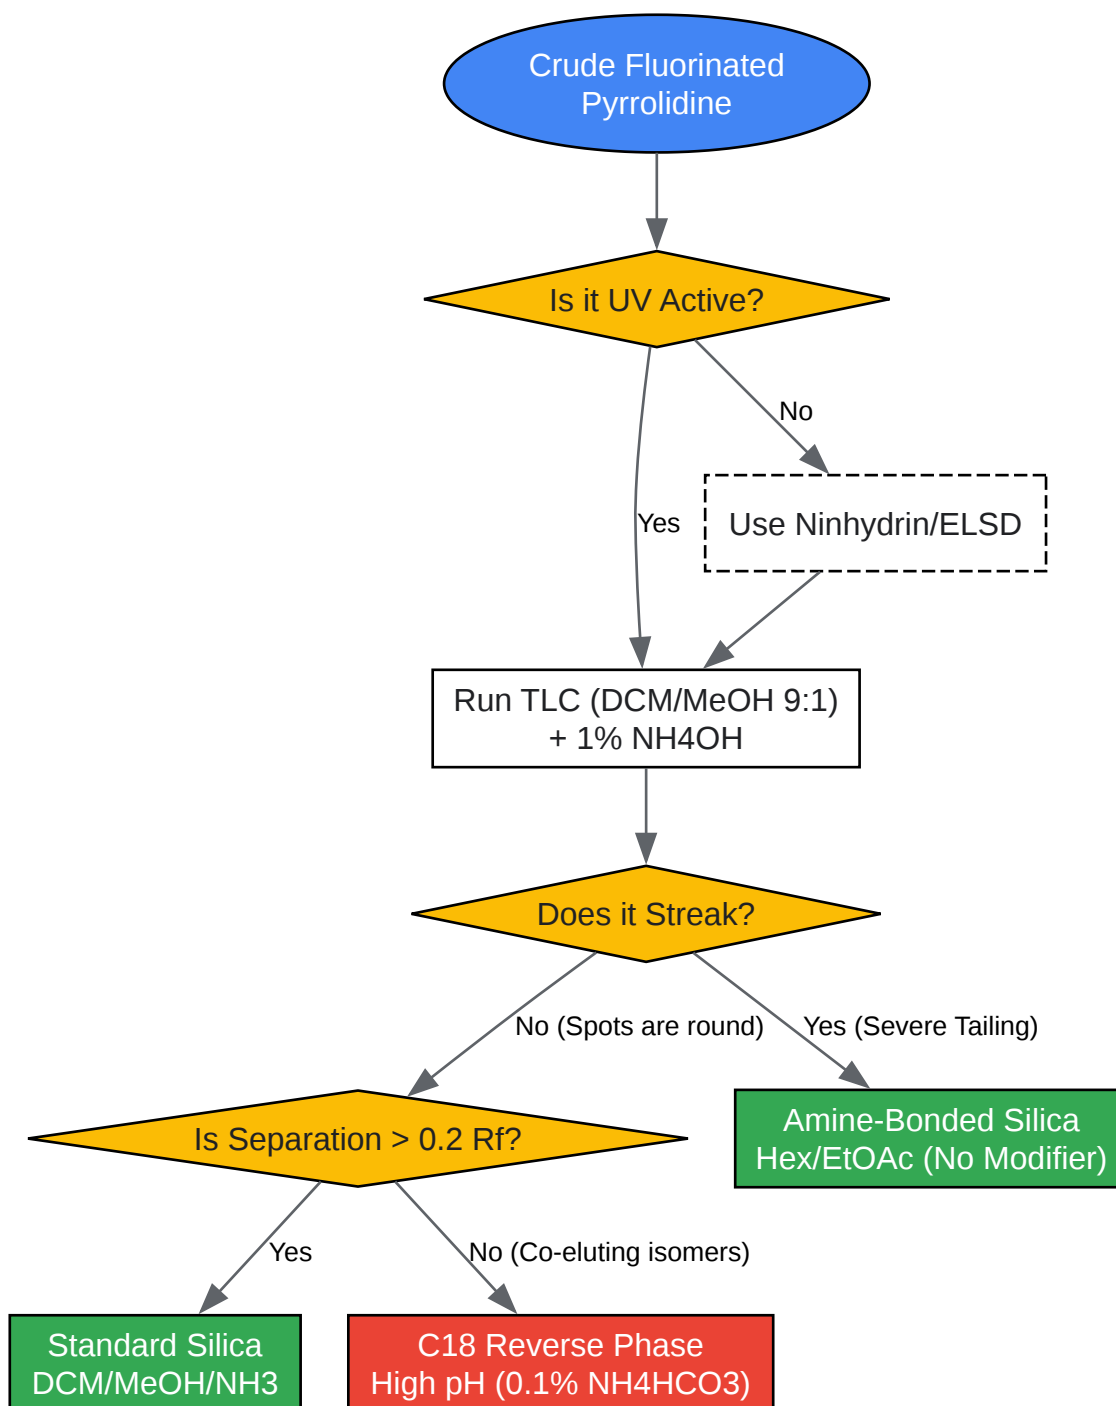 Crude Fluorinated
Pyrrolidine
Is it UV Active?
No
Yes
Use Ninhydrin/ELSD
Run TLC (DCM/MeOH 9:1)
+ 1% NH4OH
Does it Streak?
No (Spots are round)
Yes (Severe Tailing)
Is Separation > 0.2 Rf?
Amine-Bonded Silica
Hex/EtOAc (No Modifier)
Yes
No (Co-eluting isomers)
Standard Silica
DCM/MeOH/NH3
C18 Reverse Phase
High pH (0.1% NH4HCO3)